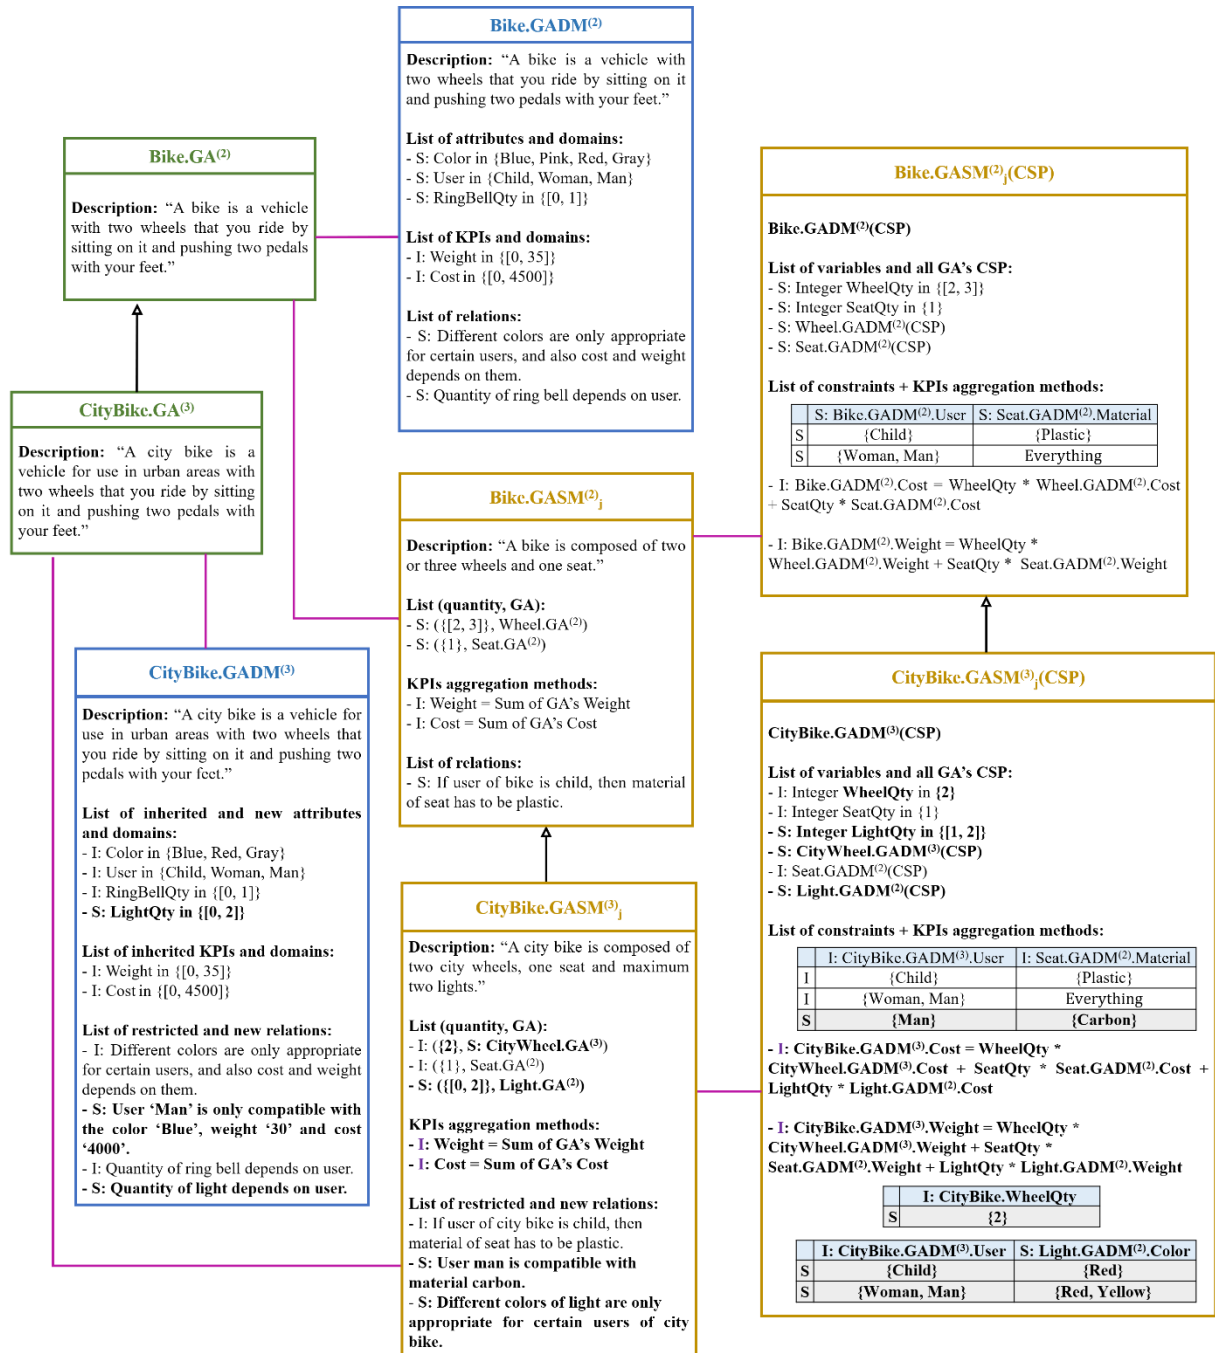 Bike.GADM⁽²⁾
Description: “A bike is a vehicle with
two wheels that you ride by sitting on it
and pushing two pedals with your feet.”
List of attributes and domains:
- S: Color in {Blue, Pink, Red, Gray}
- S: User in {Child, Woman, Man}
- S: RingBellQty in {[0, 1]}
List of KPIs and domains:
- I: Weight in {[0, 35]}
- I: Cost in {[0, 4500]}
List of relations:
- S: Different colors are only appropriate
for certain users, and also cost and weight
depends on them.
- S: Quantity of ring bell depends on user.
Bike.GA⁽²⁾
Description: “A bike is a vehicle
with two wheels that you ride by
sitting on it and pushing two pedals
with your feet.”
Bike.GASM⁽²⁾ⱼ(CSP)
Bike.GADM⁽²⁾(CSP)
List of variables and all GA’s CSP:
- S: Integer WheelQty in {[2, 3]}
- S: Integer SeatQty in {1}
- S: Wheel.GADM⁽²⁾(CSP)
- S: Seat.GADM⁽²⁾(CSP)
List of constraints + KPIs aggregation methods:
S: Bike.GADM⁽²⁾.User S: Seat.GADM⁽²⁾.Material
S {Child} {Plastic}
S {Woman, Man} Everything
- I: Bike.GADM⁽²⁾.Cost = WheelQty * Wheel.GADM⁽²⁾.Cost
+ SeatQty * Seat.GADM⁽²⁾.Cost
- I: Bike.GADM⁽²⁾.Weight = WheelQty *
Wheel.GADM⁽²⁾.Weight + SeatQty * Seat.GADM⁽²⁾.Weight
CityBike.GA⁽³⁾
Description: “A city bike is a
vehicle for use in urban areas with
two wheels that you ride by sitting
on it and pushing two pedals with
your feet.”
Bike.GASM⁽²⁾ⱼ
Description: “A bike is composed of two
or three wheels and one seat.”
List (quantity, GA):
- S: ({[2, 3]}, Wheel.GA⁽²⁾)
- S: ({1}, Seat.GA⁽²⁾)
KPIs aggregation methods:
- I: Weight = Sum of GA’s Weight
- I: Cost = Sum of GA’s Cost
List of relations:
- S: If user of bike is child, then material
of seat has to be plastic.
CityBike.GADM⁽³⁾
Description: “A city bike is a vehicle for
use in urban areas with two wheels that
you ride by sitting on it and pushing two
pedals with your feet.”
List of inherited and new attributes
and domains:
- I: Color in {Blue, Red, Gray}
- I: User in {Child, Woman, Man}
- I: RingBellQty in {[0, 1]}
- S: LightQty in {[0, 2]}
List of inherited KPIs and domains:
- I: Weight in {[0, 35]}
- I: Cost in {[0, 4500]}
List of restricted and new relations:
- I: Different colors are only appropriate
for certain users, and also cost and weight
depends on them.
- S: User ‘Man’ is only compatible with
the color ‘Blue’, weight ‘30’ and cost
‘4000’.
- I: Quantity of ring bell depends on user.
- S: Quantity of light depends on user.
CityBike.GASM⁽³⁾ⱼ
Description: “A city bike is composed of
two city wheels, one seat and maximum
two lights.”
List (quantity, GA):
- I: ({2}, S: CityWheel.GA⁽³⁾)
- I: ({1}, Seat.GA⁽²⁾)
- S: ({[0, 2]}, Light.GA⁽²⁾)
KPIs aggregation methods:
- I: Weight = Sum of GA’s Weight
- I: Cost = Sum of GA’s Cost
List of restricted and new relations:
- I: If user of city bike is child, then
material of seat has to be plastic.
- S: User man is compatible with
material carbon.
- S: Different colors of light are only
appropriate for certain users of city
bike.
CityBike.GASM⁽³⁾ⱼ(CSP)
CityBike.GADM⁽³⁾(CSP)
List of variables and all GA’s CSP:
- I: Integer WheelQty in {2}
- I: Integer SeatQty in {1}
- S: Integer LightQty in {[1, 2]}
- S: CityWheel.GADM⁽³⁾(CSP)
- I: Seat.GADM⁽²⁾(CSP)
- S: Light.GADM⁽²⁾(CSP)
List of constraints + KPIs aggregation methods:
I: CityBike.GADM⁽³⁾.User I: Seat.GADM⁽²⁾.Material
I {Child} {Plastic}
I {Woman, Man} Everything
S {Man} {Carbon}
- I: CityBike.GADM⁽³⁾.Cost = WheelQty *
CityWheel.GADM⁽³⁾.Cost + SeatQty * Seat.GADM⁽²⁾.Cost +
LightQty * Light.GADM⁽²⁾.Cost
- I: CityBike.GADM⁽³⁾.Weight = WheelQty *
CityWheel.GADM⁽³⁾.Weight + SeatQty *
Seat.GADM⁽²⁾.Weight + LightQty * Light.GADM⁽²⁾.Weight
I: CityBike.WheelQty
S {2}
I: CityBike.GADM⁽³⁾.User S: Light.GADM⁽²⁾.Color
S {Child} {Red}
S {Woman, Man} {Red, Yellow}